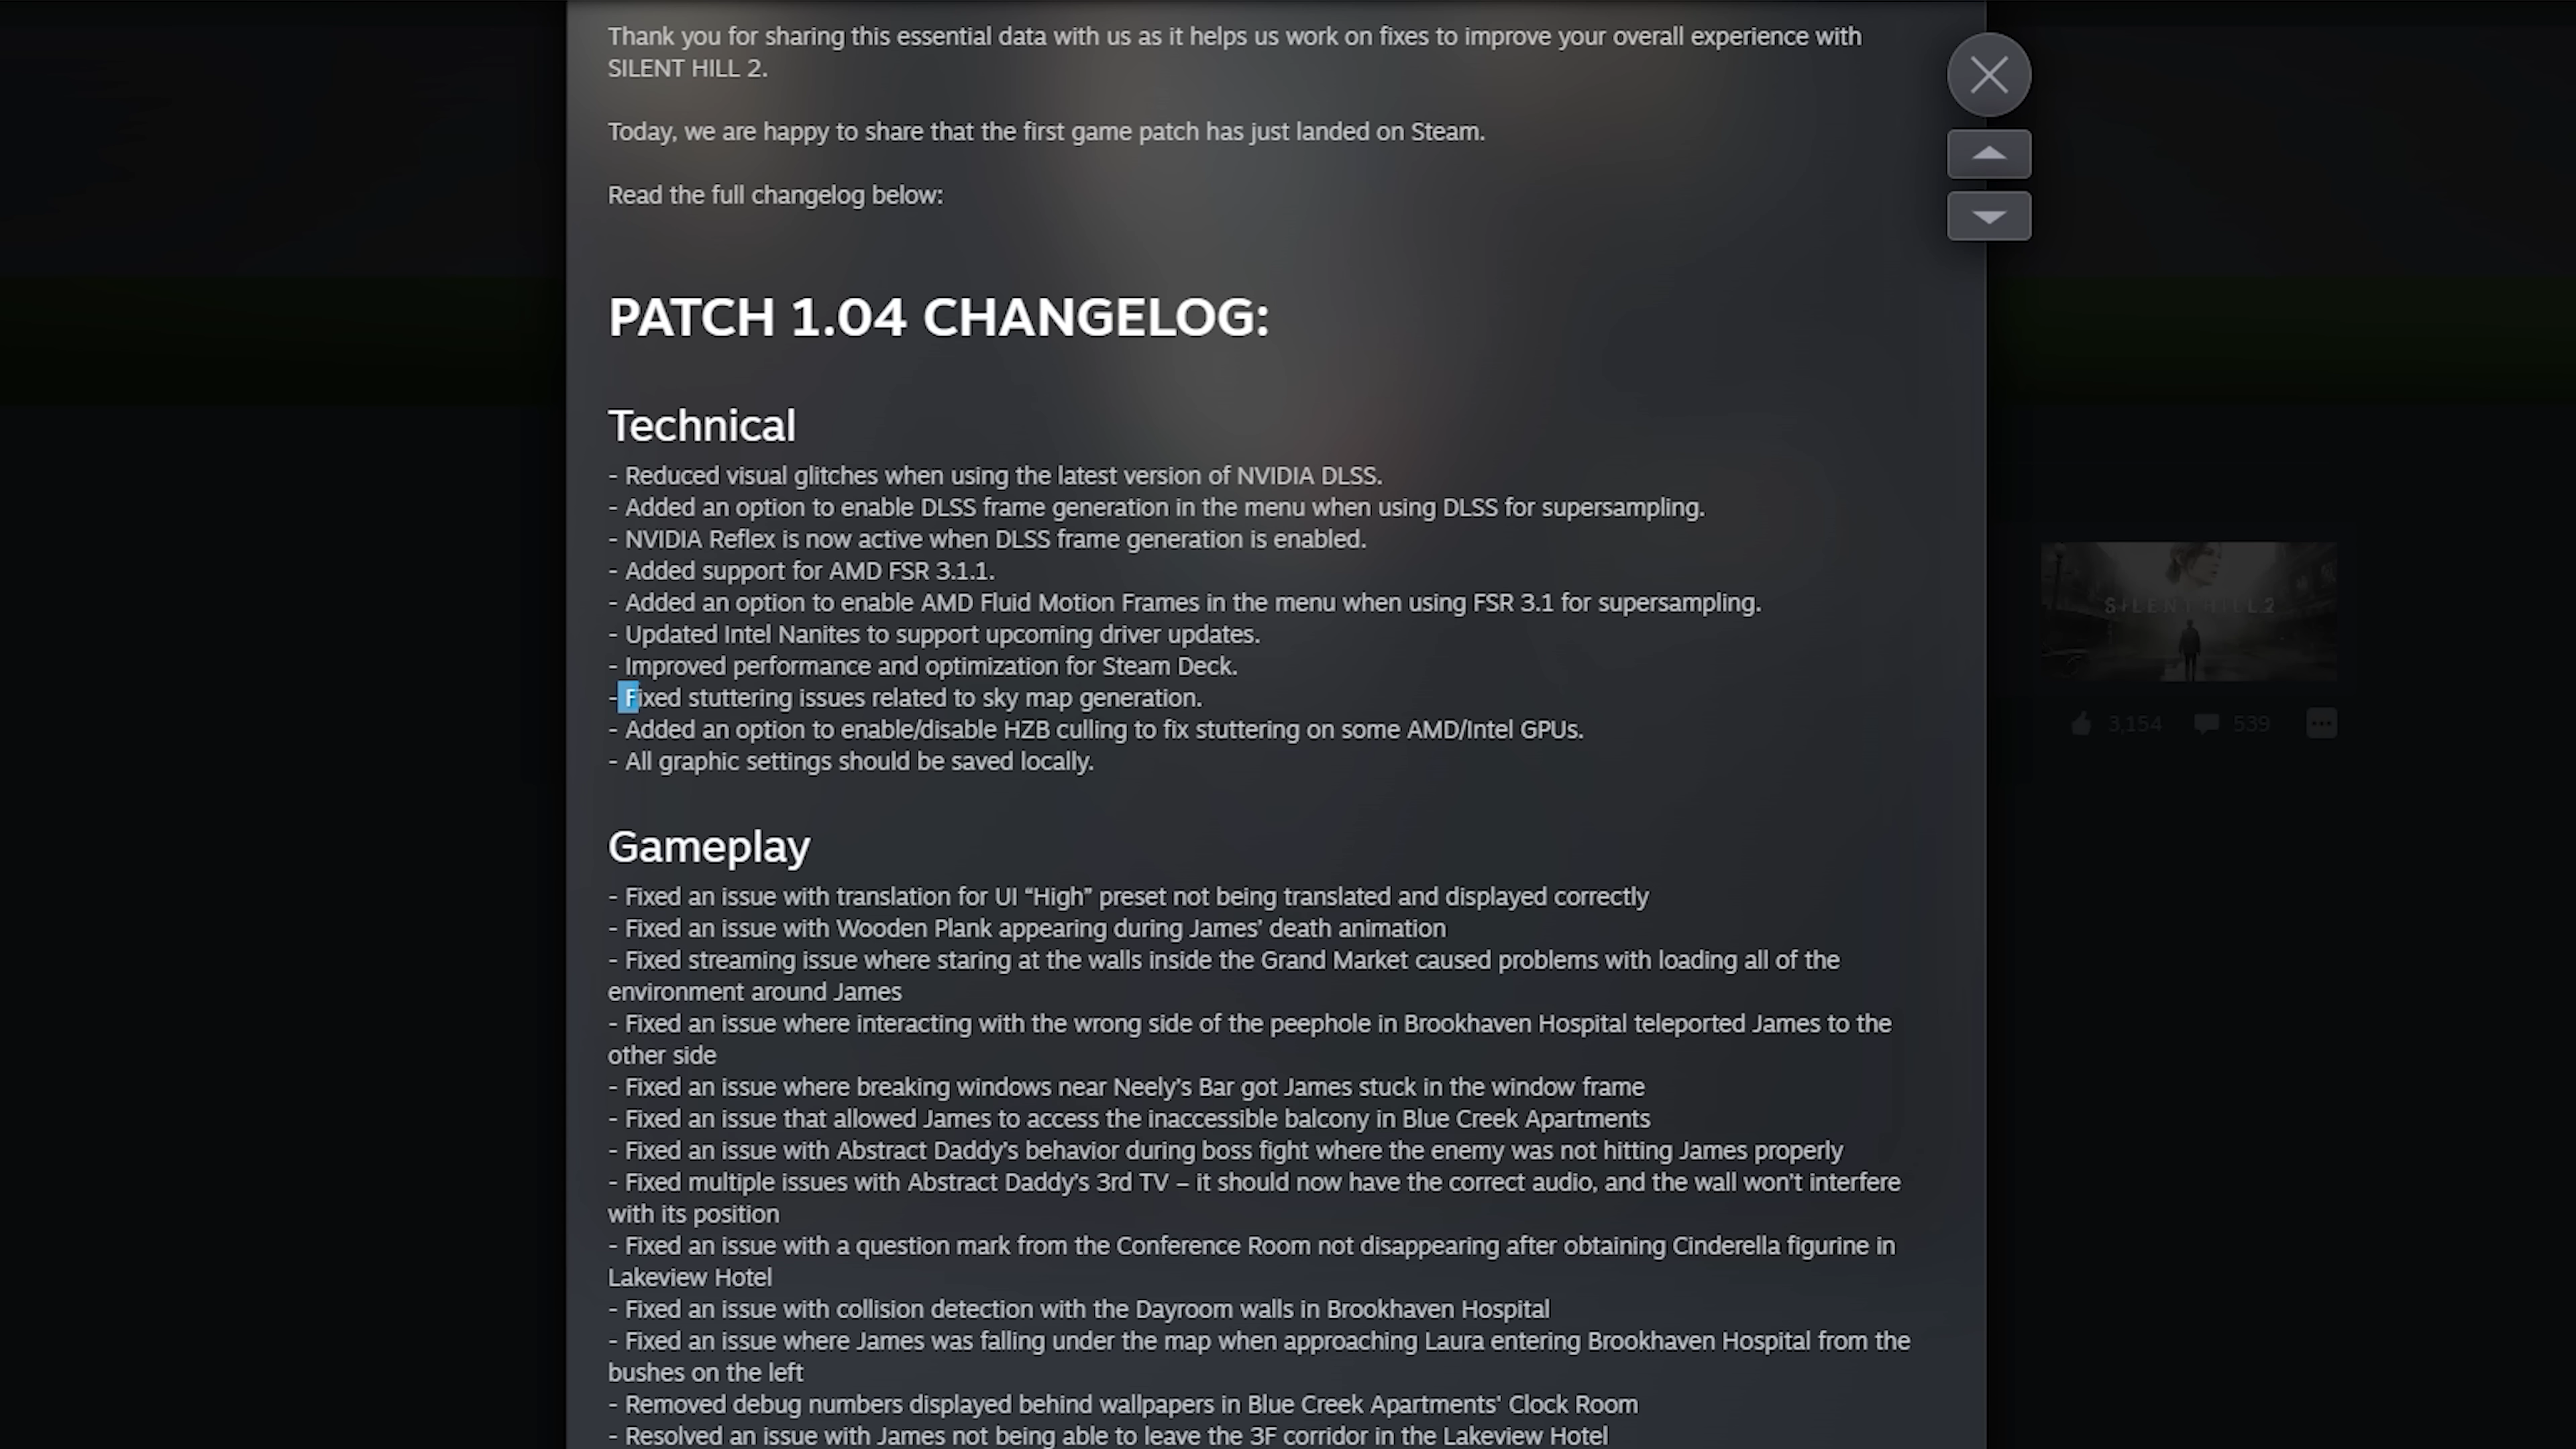 Thank you for sharing this essential data with us as it helps us work on fixes to improve your overall experience with
SILENT HILL 2.
Today, we are happy to share that the first game patch has just landed on Steam.
Read the full changelog below:
PATCH 1.04 CHANGELOG:
Technical
- Reduced visual glitches when using the latest version of NVIDIA DLSS.
- Added an option to enable DLSS frame generation in the menu when using DLSS for supersampling.
- NVIDIA Reflex is now active when DLSS frame generation is enabled.
- Added support for AMD FSR 3.1.1.
- Added an option to enable AMD Fluid Motion Frames in the menu when using FSR 3.1 for supersampling.
- Updated Intel Nanites to support upcoming driver updates.
- Improved performance and optimization for Steam Deck.
- Fixed stuttering issues related to sky map generation.
- Added an option to enable/disable HZB culling to fix stuttering on some AMD/Intel GPUs.
- All graphic settings should be saved locally.
Gameplay
- Fixed an issue with translation for UI “High” preset not being translated and displayed correctly
- Fixed an issue with Wooden Plank appearing during James’ death animation
- Fixed streaming issue where staring at the walls inside the Grand Market caused problems with loading all of the
environment around James
- Fixed an issue where interacting with the wrong side of the peephole in Brookhaven Hospital teleported James to the
other side
- Fixed an issue where breaking windows near Neely’s Bar got James stuck in the window frame
- Fixed an issue that allowed James to access the inaccessible balcony in Blue Creek Apartments
- Fixed an issue with Abstract Daddy’s behavior during boss fight where the enemy was not hitting James properly
- Fixed multiple issues with Abstract Daddy’s 3rd TV – it should now have the correct audio, and the wall won’t interfere
with its position
- Fixed an issue with a question mark from the Conference Room not disappearing after obtaining Cinderella figurine in
Lakeview Hotel
- Fixed an issue with collision detection with the Dayroom walls in Brookhaven Hospital
- Fixed an issue where James was falling under the map when approaching Laura entering Brookhaven Hospital from the
bushes on the left
- Removed debug numbers displayed behind wallpapers in Blue Creek Apartments’ Clock Room
- Resolved an issue with James not being able to leave the 3F corridor in the Lakeview Hotel
SILENT HILL 2
3,154 539